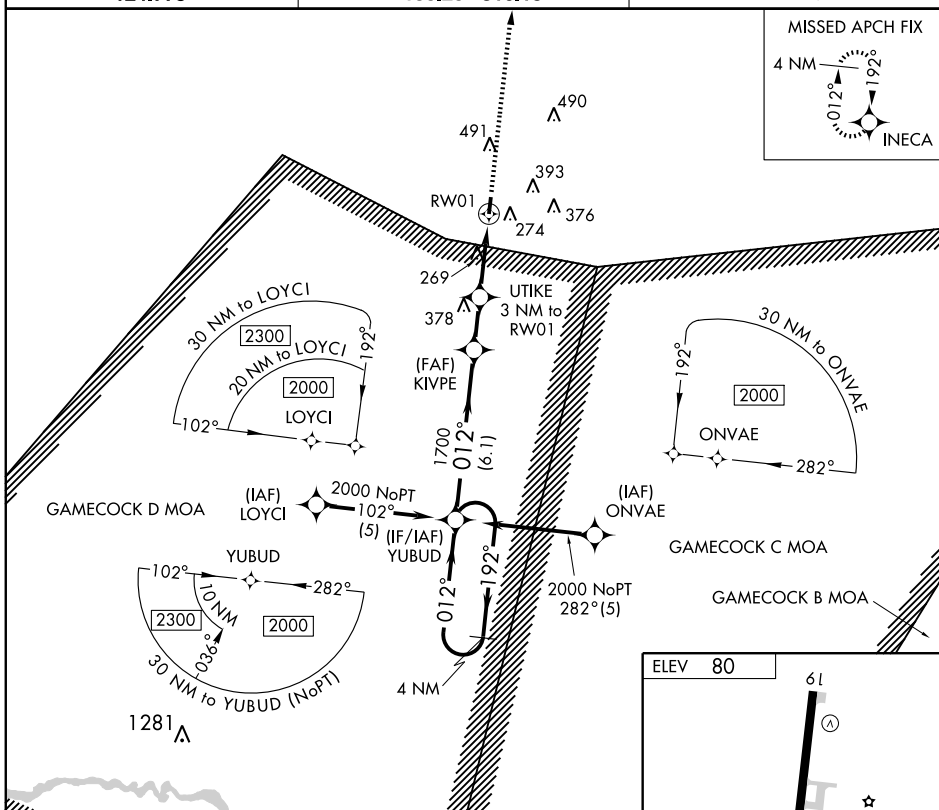 MISSED APCH FIX
4 NM
012°
192°
INECA
490
491
393
376
RW01
274
269
UTIKE
3 NM to
RW01
378
(FAF)
KIVPE
30 NM to LOYCI
2300
20 NM to LOYCI
2000
192°
LOYCI
102°
30 NM to ONVAE
192°
2000
ONVAE
282°
1700
012°
(6.1)
GAMECOCK D MOA
(IAF)
LOYCI
2000 NoPT
102°
(5)
(IF/IAF)
YUBUD
(IAF)
ONVAE
2000 NoPT
282° (5)
GAMECOCK C MOA
GAMECOCK B MOA
012°
192°
4 NM
YUBUD
102°
282°
10 NM
2300
2000
036°
30 NM to YUBUD (NoPT)
1281
ELEV 80
19
V